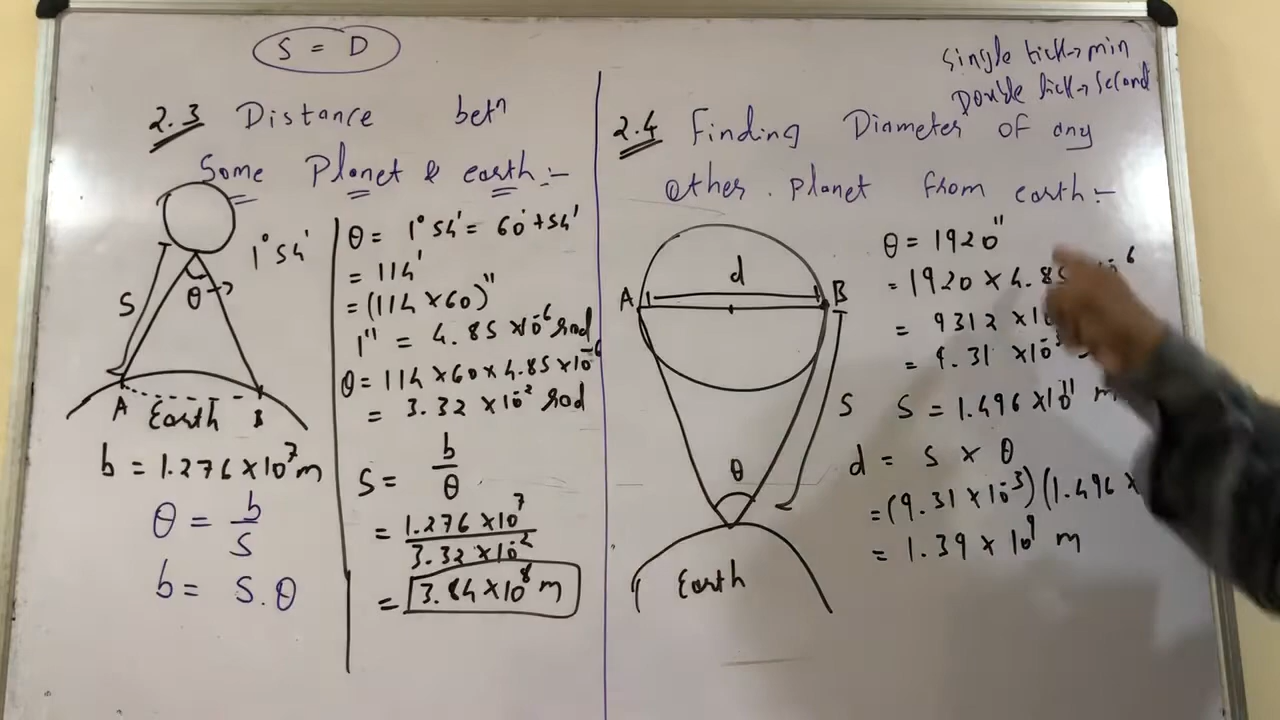 S = D
Single tick→min
Double tick→Second
2.3 Distance betn
Some Planet & earth :-
1° 54'
θ
S
A
B
Earth
b = 1.276 × 10⁷ m
θ = b/S
b = S.θ
θ = 1° 54' = 60' + 54'
= 114'
= (114 × 60)"
1" = 4.85 × 10⁻⁶ rad
θ = 114 × 60 × 4.85 × 10⁻⁶
= 3.32 × 10⁻² rad
S = b/θ
= 1.276 × 10⁷ / 3.32 × 10⁻²
= 3.84 × 10⁸ m
2.4 Finding Diameter of any
other planet from earth :-
d
A
B
S
θ
Earth
θ = 1920"
= 1920 × 4.85
= 9312 × 10
= 9.31 × 10⁻³
S = 1.496 × 10¹¹ m
d = S × θ
= (9.31 × 10⁻³) (1.496 ×
= 1.39 × 10⁹ m